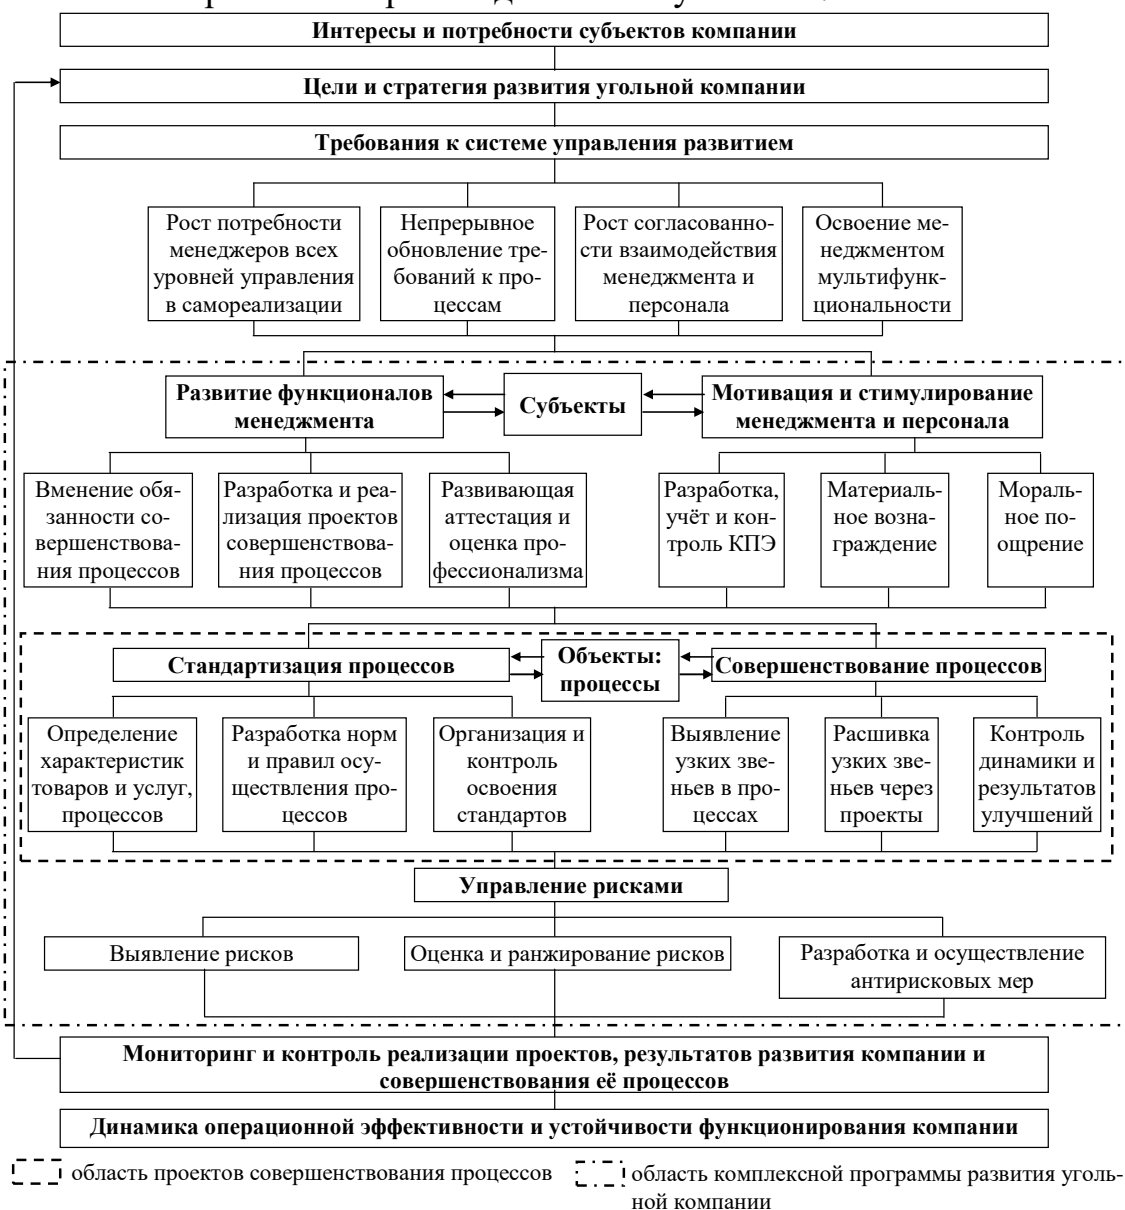 Интересы и потребности субъектов компании
Цели и стратегия развития угольной компании
Требования к системе управления развитием
Рост потребности
менеджеров всех
уровней управления
в самореализации
Непрерывное
обновление тре-
бований к про-
цессам
Рост согласованно-
сти взаимодействия
менеджмента и
персонала
Освоение ме-
неджментом
мультифунк-
циональности
Развитие функционалов
менеджмента
Субъекты
Мотивация и стимулирование
менеджмента и персонала
Вменение обя-
занности со-
вершенствова-
ния процессов
Разработка и реа-
лизация проектов
совершенствова-
ния процессов
Развивающая
аттестация и
оценка про-
фессионализма
Разработка,
учёт и кон-
троль КПЭ
Материаль-
ное возна-
граждение
Мораль-
ное по-
ощрение
Стандартизация процессов
Объекты:
процессы
Совершенствование процессов
Определение
характеристик
товаров и услуг,
процессов
Разработка норм
и правил осу-
ществления про-
цессов
Организация и
контроль
освоения
стандартов
Выявление
узких зве-
ньев в про-
цессах
Расшивка
узких зве-
ньев через
проекты
Контроль
динамики и
результатов
улучшений
Управление рисками
Выявление рисков
Оценка и ранжирование рисков
Разработка и осуществление
антирисковых мер
Мониторинг и контроль реализации проектов, результатов развития компании и
совершенствования её процессов
Динамика операционной эффективности и устойчивости функционирования компании
область проектов совершенствования процессов
область комплексной программы развития уголь-
ной компании